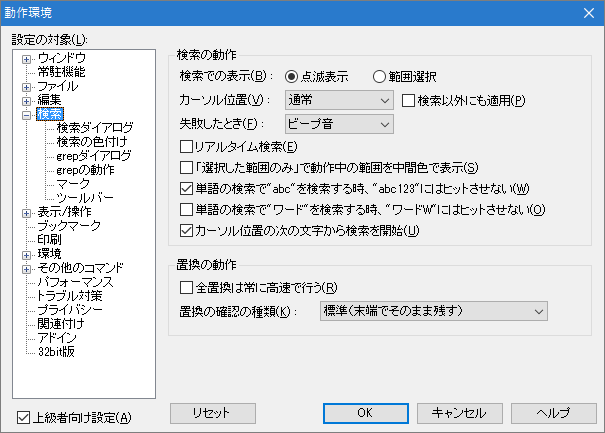 動作環境
設定の対象(L):
ウィンドウ
常駐機能
ファイル
編集
検索
検索ダイアログ
検索の色付け
grepダイアログ
grepの動作
マーク
ツールバー
表示/操作
ブックマーク
印刷
環境
その他のコマンド
パフォーマンス
トラブル対策
プライバシー
関連付け
アドイン
32bit版
上級者向け設定(A)
検索の動作
検索での表示(B): 点滅表示 範囲選択
カーソル位置(V): 通常 検索以外にも適用(P)
失敗したとき(F): ビープ音
リアルタイム検索(E)
「選択した範囲のみ」で動作中の範囲を中間色で表示(S)
単語の検索で"abc"を検索する時、"abc123"にはヒットさせない(W)
単語の検索で"ワード"を検索する時、"ワードW"にはヒットさせない(O)
カーソル位置の次の文字から検索を開始(U)
置換の動作
全置換は常に高速で行う(R)
置換の確認の種類(K): 標準(末端でそのまま残す)
リセット OK キャンセル ヘルプ